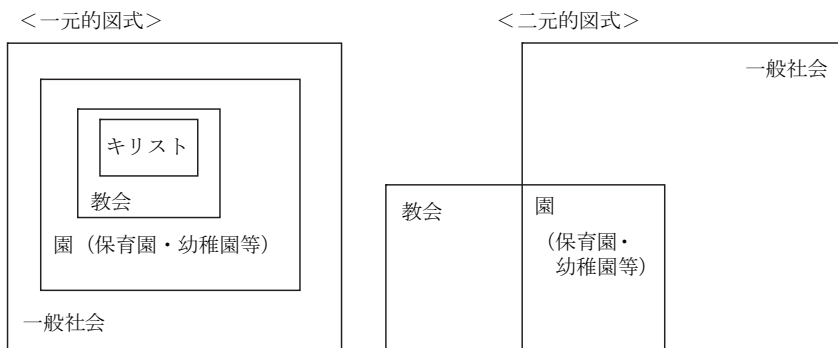 ＜一元的図式＞
キリスト
教会
園（保育園・幼稚園等）
一般社会
＜二元的図式＞
一般社会
教会
園
（保育園・
幼稚園等）